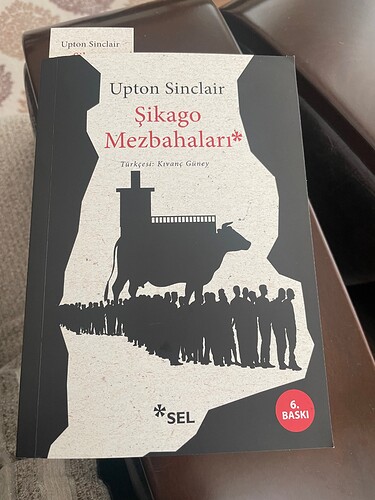 Upton Sinclair
Upton Sinclair
Şikago
Mezbahaları*
Türkçesi: Kıvanç Güney
*SEL
6.
BASKI